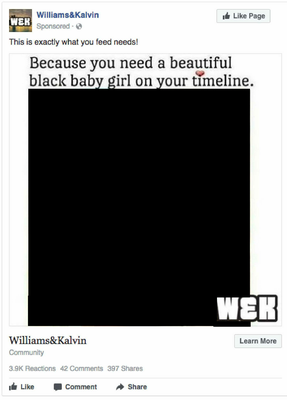 W&K
Williams&Kalvin
Sponsored ·
Like Page
This is exactly what you feed needs!
Because you need a beautiful
black baby girl on your timeline.
W&K
Williams&Kalvin
Community
Learn More
3.9K Reactions 42 Comments 397 Shares
Like Comment Share